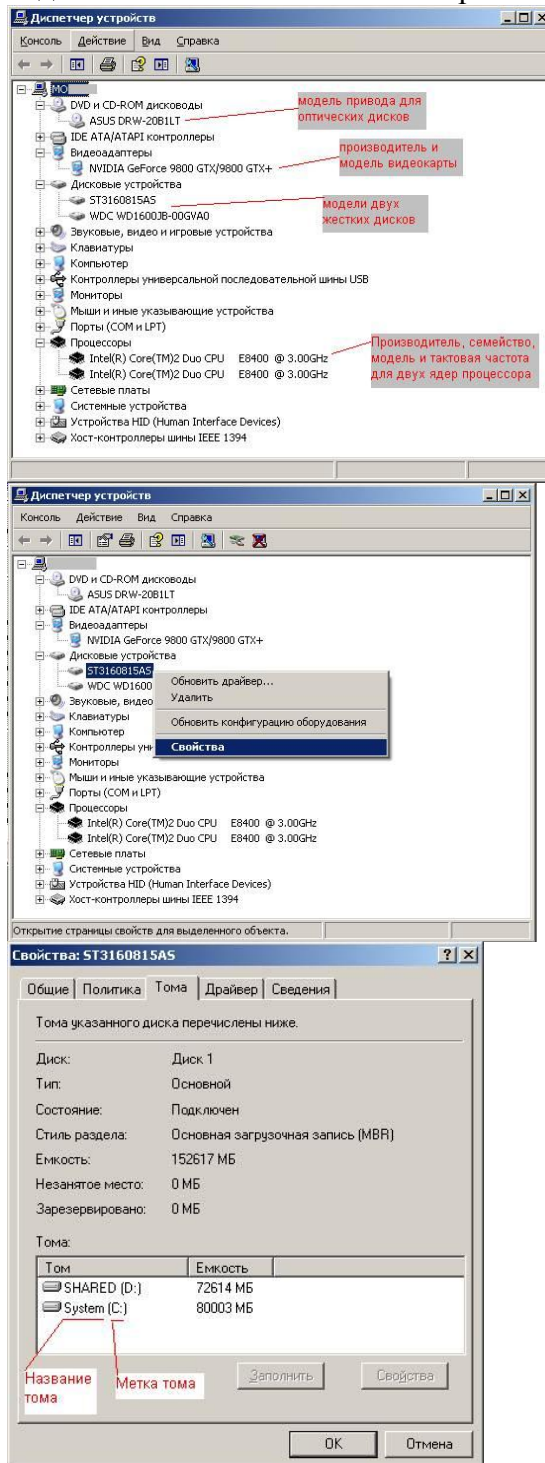 Диспетчер устройств
Консоль Действие Вид Справка
MO
DVD и CD-ROM дисководы
ASUS DRW-20B1LT
IDE ATA/ATAPI контроллеры
Видеоадаптеры
NVIDIA GeForce 9800 GTX/9800 GTX+
Дисковые устройства
ST3160815AS
WDC WD1600JB-00GVA0
Звуковые, видео и игровые устройства
Клавиатуры
Компьютер
Контроллеры универсальной последовательной шины USB
Мониторы
Мыши и иные указывающие устройства
Порты (COM и LPT)
Процессоры
Intel(R) Core(TM)2 Duo CPU E8400 @ 3.00GHz
Intel(R) Core(TM)2 Duo CPU E8400 @ 3.00GHz
Сетевые платы
Системные устройства
Устройства HID (Human Interface Devices)
Хост-контроллеры шины IEEE 1394
модель привода для
оптических дисков
производитель и
модель видеокарты
модели двух
жестких дисков
Производитель, семейство,
модель и тактовая частота
для двух ядер процессора
Диспетчер устройств
Консоль Действие Вид Справка
DVD и CD-ROM дисководы
ASUS DRW-20B1LT
IDE ATA/ATAPI контроллеры
Видеоадаптеры
NVIDIA GeForce 9800 GTX/9800 GTX+
Дисковые устройства
ST3160815AS
WDC WD1600
Звуковые, видео
Клавиатуры
Компьютер
Контроллеры уни
Мониторы
Мыши и иные указывающие устройства
Порты (COM и LPT)
Процессоры
Intel(R) Core(TM)2 Duo CPU E8400 @ 3.00GHz
Intel(R) Core(TM)2 Duo CPU E8400 @ 3.00GHz
Сетевые платы
Системные устройства
Устройства HID (Human Interface Devices)
Хост-контроллеры шины IEEE 1394
Обновить драйвер...
Удалить
Обновить конфигурацию оборудования
Свойства
Открытие страницы свойств для выделенного объекта.
Свойства: ST3160815AS
Общие Политика Тома Драйвер Сведения
Тома указанного диска перечислены ниже.
Диск: Диск 1
Тип: Основной
Состояние: Подключен
Стиль раздела: Основная загрузочная запись (MBR)
Емкость: 152617 МБ
Незанятое место: 0 МБ
Зарезервировано: 0 МБ
Тома:
Том Емкость
SHARED (D:) 72614 МБ
System (C:) 80003 МБ
Название
тома
Метка тома
Заполнить Свойства
OK Отмена